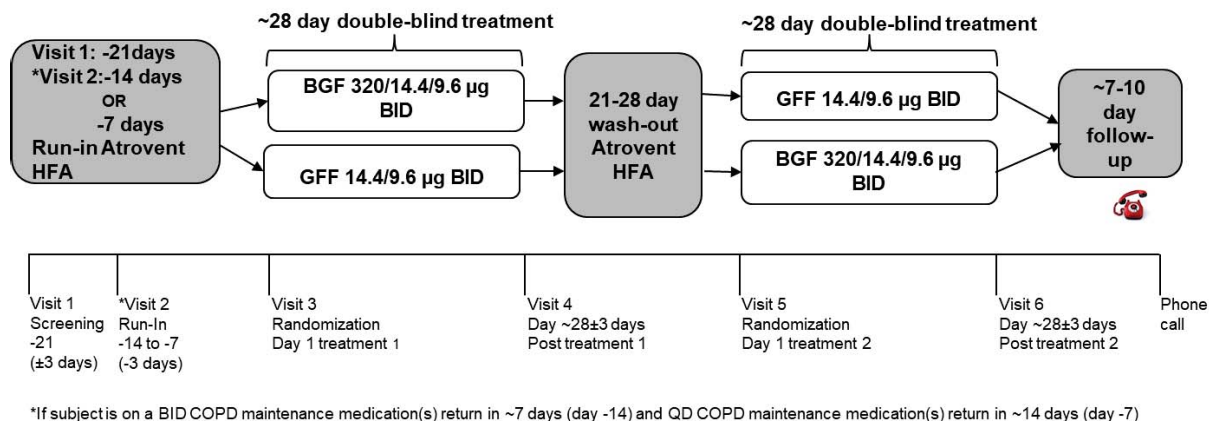 ~28 day double-blind treatment
~28 day double-blind treatment
Visit 1: -21days
*Visit 2:-14 days
OR
-7 days
Run-in Atrovent
HFA
BGF 320/14.4/9.6 µg
BID
GFF 14.4/9.6 µg BID
21-28 day
wash-out
Atrovent
HFA
GFF 14.4/9.6 µg BID
BGF 320/14.4/9.6 µg
BID
~7-10
day
follow-
up
Visit 1
Screening
-21
(±3 days)
*Visit 2
Run-In
-14 to -7
(-3 days)
Visit 3
Randomization
Day 1 treatment 1
Visit 4
Day ~28±3 days
Post treatment 1
Visit 5
Randomization
Day 1 treatment 2
Visit 6
Day ~28±3 days
Post treatment 2
Phone
call
*If subject is on a BID COPD maintenance medication(s) return in ~7 days (day -14) and QD COPD maintenance medication(s) return in ~14 days (day -7)